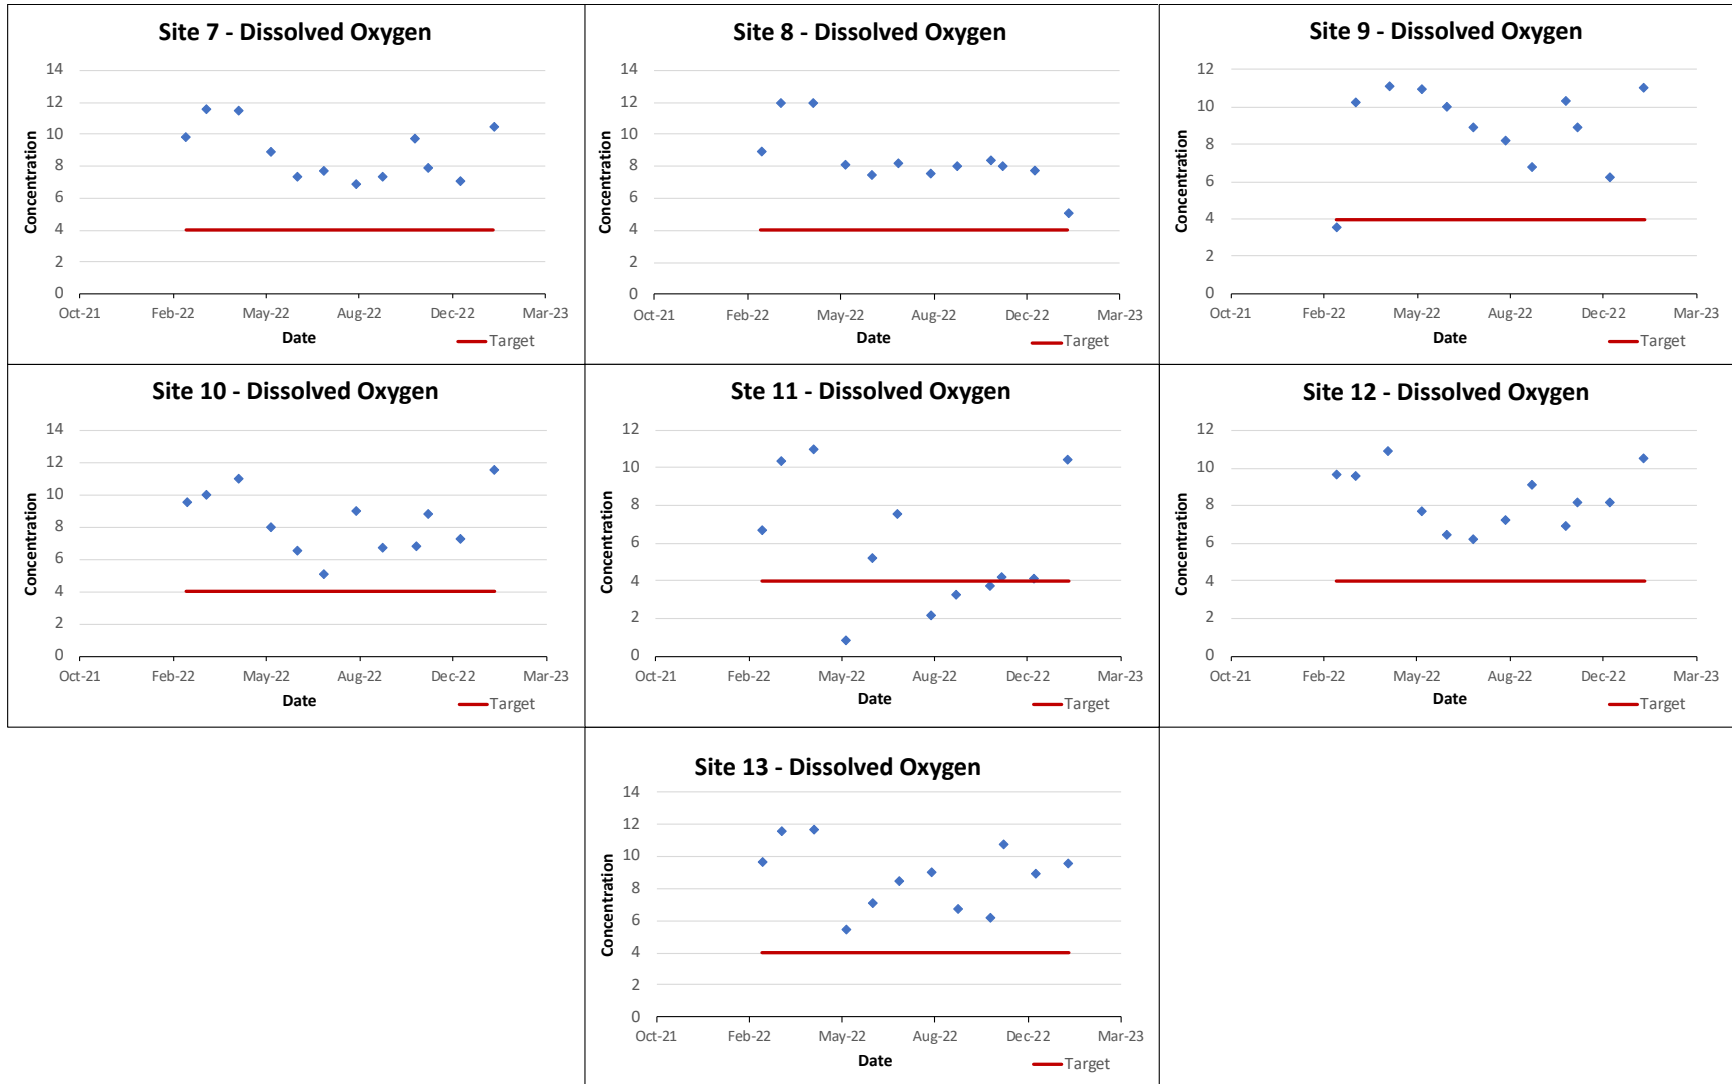 Site 7 - Dissolved Oxygen
14
12
10
8
6
4
2
0
Concentration
Oct-21 Feb-22 May-22 Aug-22 Dec-22 Mar-23
Date
Target
Site 8 - Dissolved Oxygen
14
12
10
8
6
4
2
0
Concentration
Oct-21 Feb-22 May-22 Aug-22 Dec-22 Mar-23
Date
Target
Site 9 - Dissolved Oxygen
12
10
8
6
4
2
0
Concentration
Oct-21 Feb-22 May-22 Aug-22 Dec-22 Mar-23
Date
Target
Site 10 - Dissolved Oxygen
14
12
10
8
6
4
2
0
Concentration
Oct-21 Feb-22 May-22 Aug-22 Dec-22 Mar-23
Date
Target
Ste 11 - Dissolved Oxygen
12
10
8
6
4
2
0
Concentration
Oct-21 Feb-22 May-22 Aug-22 Dec-22 Mar-23
Date
Target
Site 12 - Dissolved Oxygen
12
10
8
6
4
2
0
Concentration
Oct-21 Feb-22 May-22 Aug-22 Dec-22 Mar-23
Date
Target
Site 13 - Dissolved Oxygen
14
12
10
8
6
4
2
0
Concentration
Oct-21 Feb-22 May-22 Aug-22 Dec-22 Mar-23
Date
Target